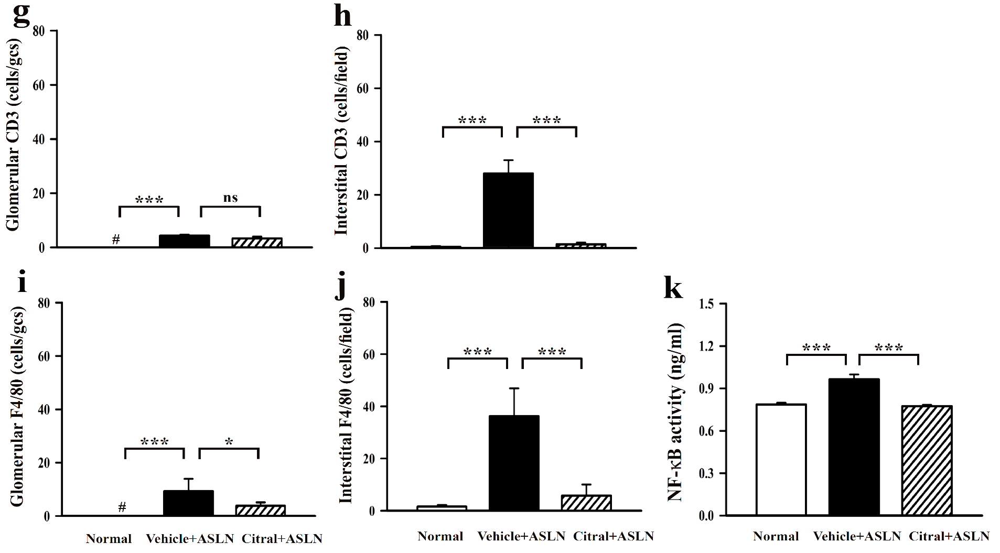 g
Glomerular CD3 (cells/gcs)
80
60
40
20
0
#
***
ns
h
Interstital CD3 (cells/field)
80
60
40
20
0
***
***
i
Glomerular F4/80 (cells/gcs)
80
60
40
20
0
#
***
*
Normal Vehicle+ASLN Citral+ASLN
j
Interstital F4/80 (cells/field)
80
60
40
20
0
***
***
Normal Vehicle+ASLN Citral+ASLN
k
NF-κB activity (ng/ml)
1.5
1.2
0.9
0.6
0.3
0.0
***
***
Normal Vehicle+ASLN Citral+ASLN